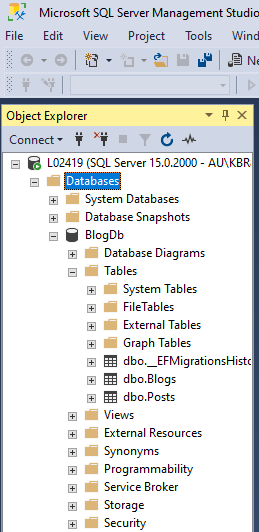 Microsoft SQL Server Management Studio
File Edit View Project Tools Wind
Object Explorer
Connect
L02419 (SQL Server 15.0.2000 - AU\KBR
Databases
System Databases
Database Snapshots
BlogDb
Database Diagrams
Tables
System Tables
FileTables
External Tables
Graph Tables
dbo.__EFMigrationsHisto
dbo.Blogs
dbo.Posts
Views
External Resources
Synonyms
Programmability
Service Broker
Storage
Security